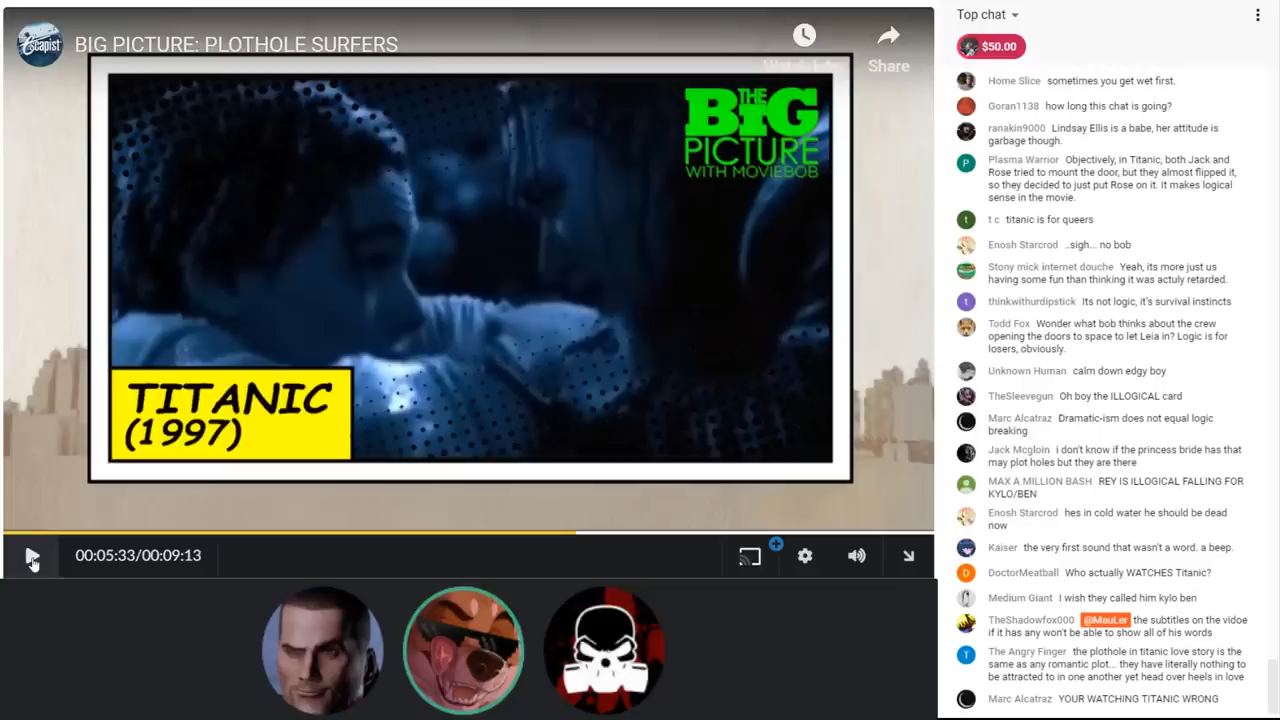 Escapist
BIG PICTURE: PLOTHOLE SURFERS
Share
THE
BIG
PICTURE
WITH MOVIEBOB
TITANIC
(1997)
00:05:33/00:09:13
Top chat
$50.00
Home Slice sometimes you get wet first.
Goran1138 how long this chat is going?
ranakin9000 Lindsay Ellis is a babe, her attitude is
garbage though.
P
Plasma Warrior Objectively, in Titanic, both Jack and
Rose tried to mount the door, but they almost flipped it,
so they decided to just put Rose on it. It makes logical
sense in the movie.
t
t c titanic is for queers
Enosh Starcrod ..sigh... no bob
Stony mick internet douche Yeah, its more just us
having some fun than thinking it was actuly retarded.
t
thinkwithurdipstick Its not logic, it's survival instincts
Todd Fox Wonder what bob thinks about the crew
opening the doors to space to let Leia in? Logic is for
losers, obviously.
Unknown Human calm down edgy boy
TheSleevegun Oh boy the ILLOGICAL card
Marc Alcatraz Dramatic-ism does not equal logic
breaking
Jack Mcgloin i don't know if the princess bride has that
may plot holes but they are there
MAX A MILLION BASH REY IS ILLOGICAL FALLING FOR
KYLO/BEN
Enosh Starcrod hes in cold water he should be dead
now
Kaiser the very first sound that wasn't a word. a beep.
D
DoctorMeatball Who actually WATCHES Titanic?
Medium Giant I wish they called him kylo ben
TheShadowfox000 @MauLer the subtitles on the vidoe
if it has any won't be able to show all of his words
T
The Angry Finger the plothole in titanic love story is the
same as any romantic plot... they have literally nothing to
be attracted to in one another yet head over heels in love
Marc Alcatraz YOUR WATCHING TITANIC WRONG